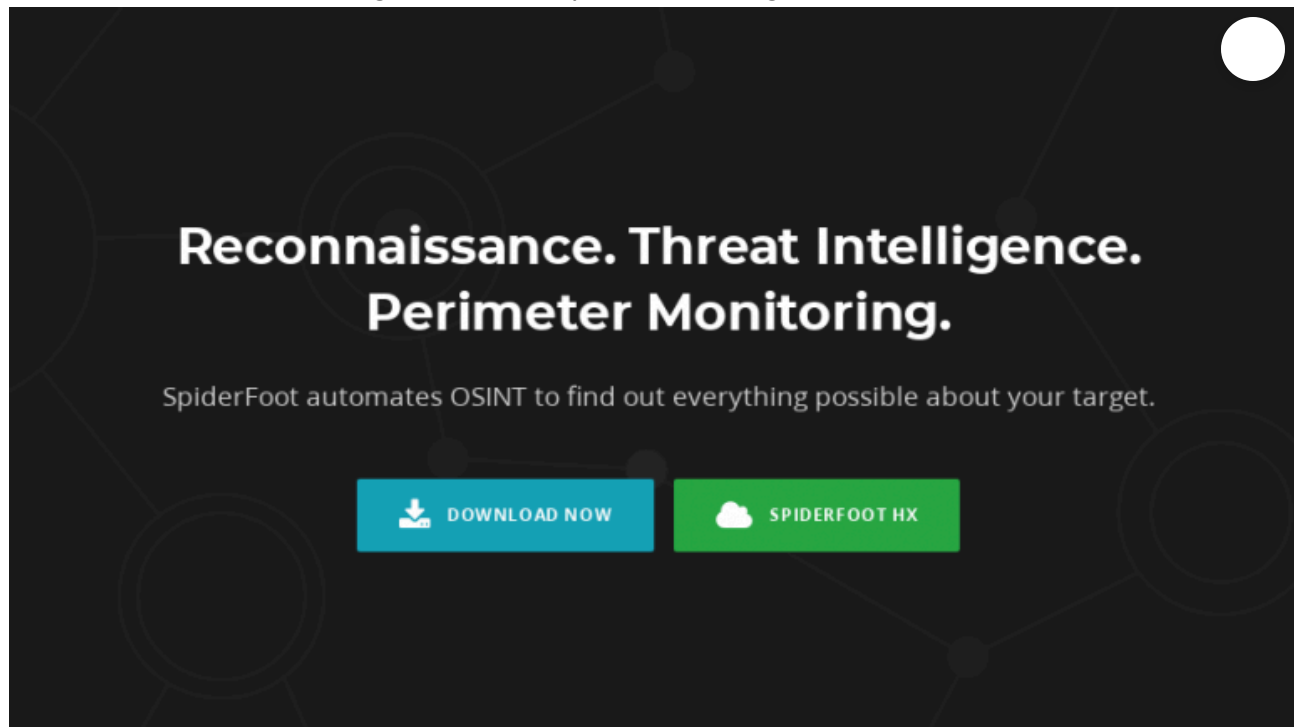 Reconnaissance. Threat Intelligence.
Perimeter Monitoring.
SpiderFoot automates OSINT to find out everything possible about your target.
DOWNLOAD NOW
SPIDERFOOT HX